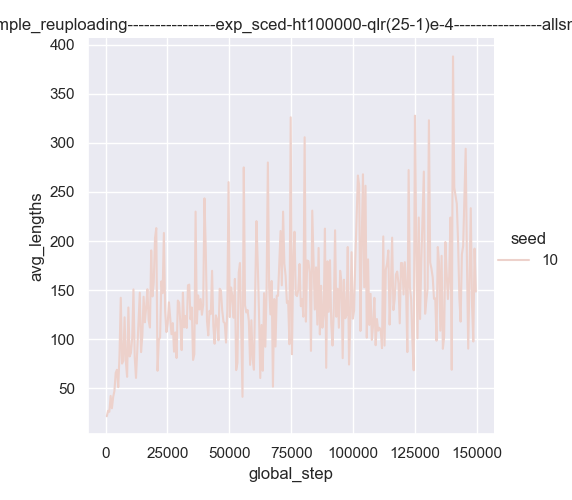 mple_reuploading----------------exp_sced-ht100000-qlr(25-1)e-4----------------allsr
400
350
300
250
200
150
100
50
avg_lengths
0 25000 50000 75000 100000 125000 150000
global_step
seed
10